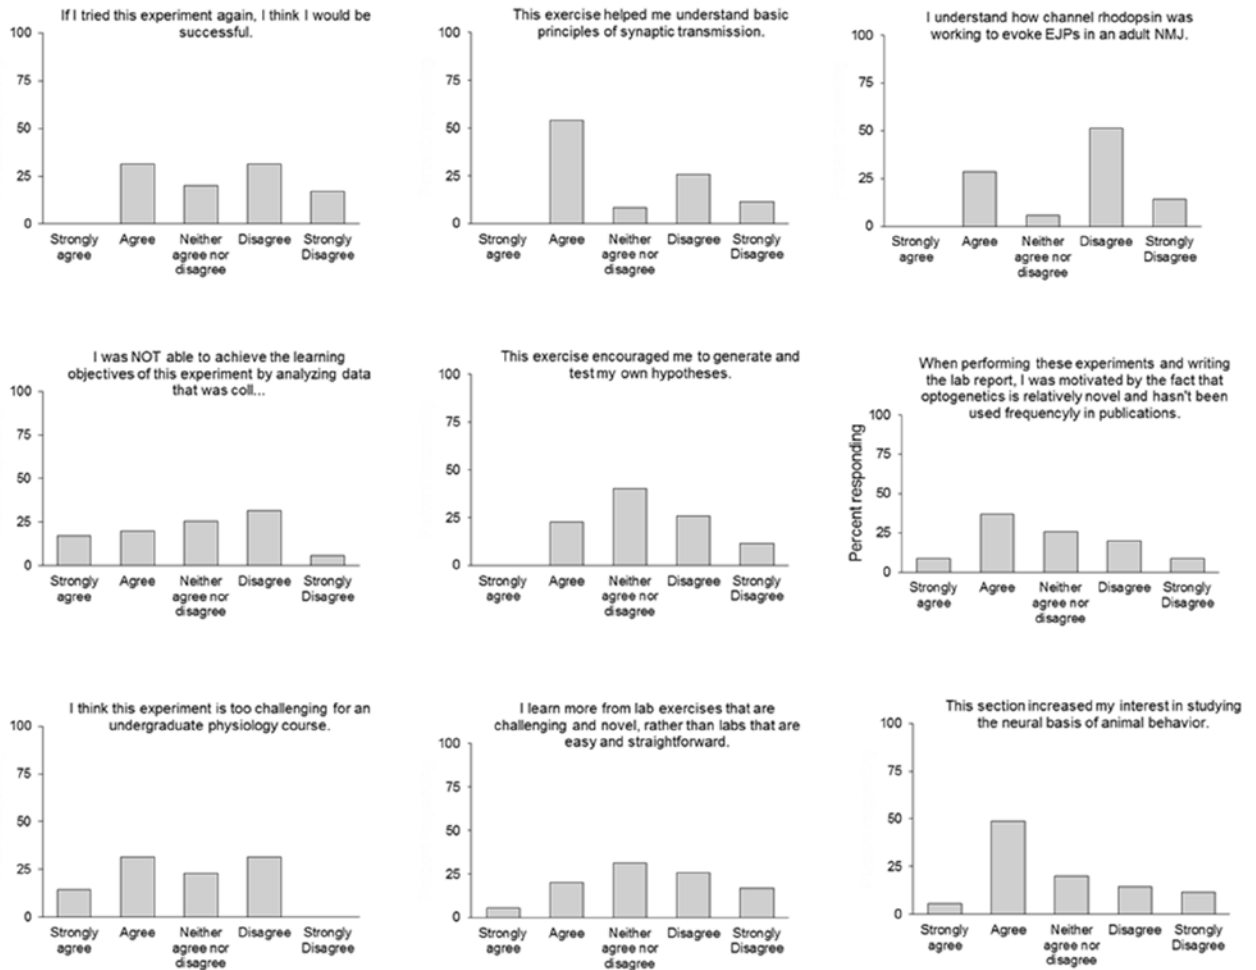 If I tried this experiment again, I think I would be
successful.
100
75
50
25
0
Strongly agree
Agree
Neither agree nor disagree
Disagree
Strongly Disagree
This exercise helped me understand basic
principles of synaptic transmission.
100
75
50
25
0
Strongly agree
Agree
Neither agree nor disagree
Disagree
Strongly Disagree
I understand how channel rhodopsin was
working to evoke EJPs in an adult NMJ.
100
75
50
25
0
Strongly agree
Agree
Neither agree nor disagree
Disagree
Strongly Disagree
I was NOT able to achieve the learning
objectives of this experiment by analyzing data
that was coll...
100
75
50
25
0
Strongly agree
Agree
Neither agree nor disagree
Disagree
Strongly Disagree
This exercise encouraged me to generate and
test my own hypotheses.
100
75
50
25
0
Strongly agree
Agree
Neither agree nor disagree
Disagree
Strongly Disagree
When performing these experiments and writing
the lab report, I was motivated by the fact that
optogenetics is relatively novel and hasn't been
used frequencyly in publications.
Percent responding
100
75
50
25
0
Strongly agree
Agree
Neither agree nor disagree
Disagree
Strongly Disagree
I think this experiment is too challenging for an
undergraduate physiology course.
100
75
50
25
0
Strongly agree
Agree
Neither agree nor disagree
Disagree
Strongly Disagree
I learn more from lab exercises that are
challenging and novel, rather than labs that are
easy and straightforward.
100
75
50
25
0
Strongly agree
Agree
Neither agree nor disagree
Disagree
Strongly Disagree
This section increased my interest in studying
the neural basis of animal behavior.
100
75
50
25
0
Strongly agree
Agree
Neither agree nor disagree
Disagree
Strongly Disagree